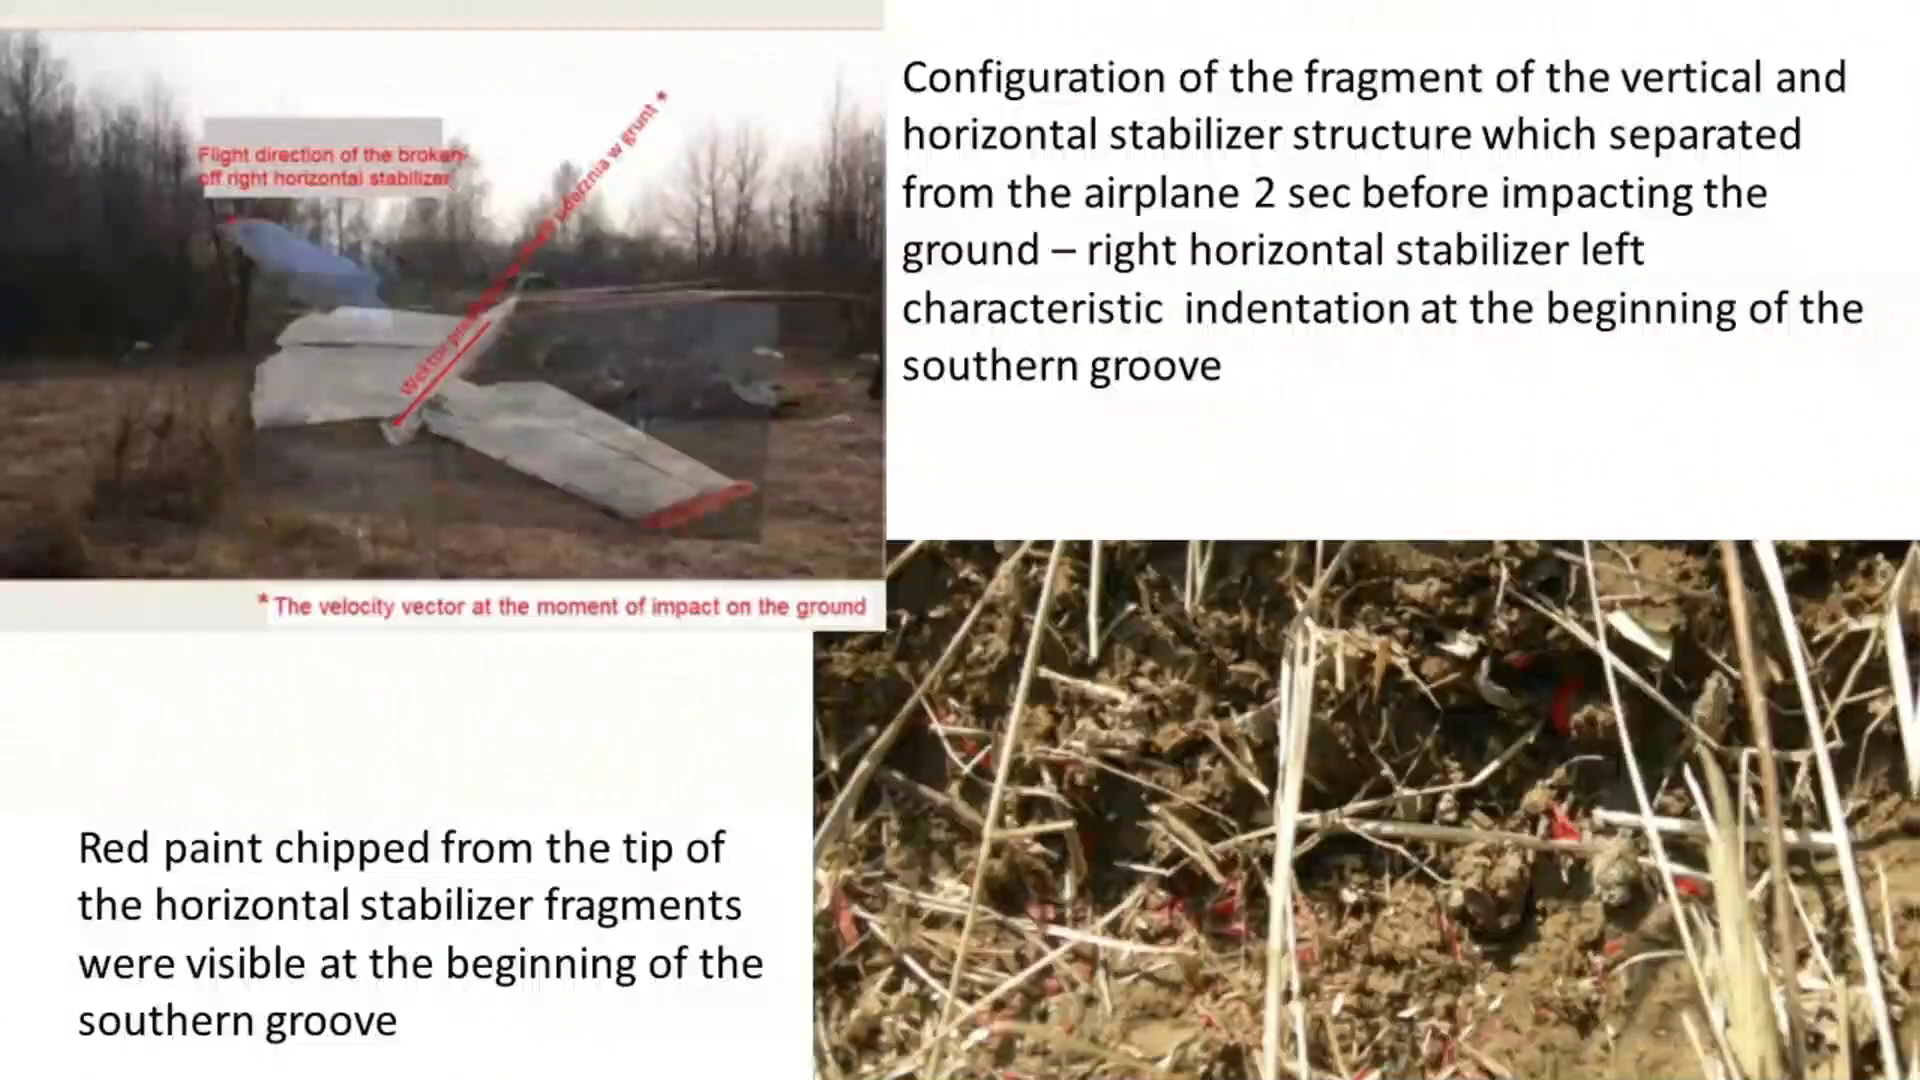 Flight direction of the broken-
off right horizontal stabilizer
w grunt *
* The velocity vector at the moment of impact on the ground
Configuration of the fragment of the vertical and
horizontal stabilizer structure which separated
from the airplane 2 sec before impacting the
ground – right horizontal stabilizer left
characteristic indentation at the beginning of the
southern groove
Red paint chipped from the tip of
the horizontal stabilizer fragments
were visible at the beginning of the
southern groove